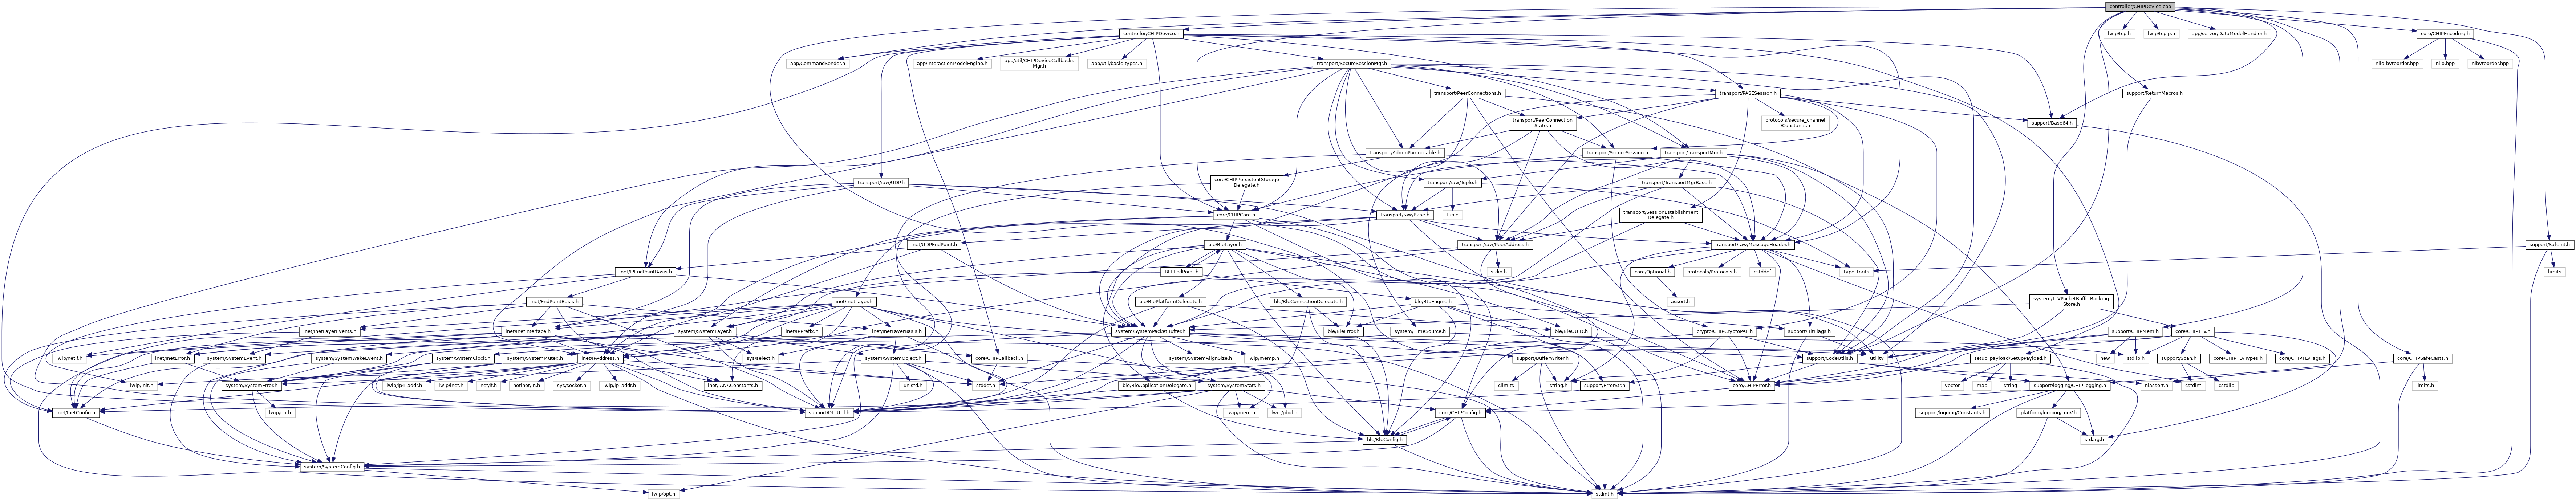 controller/CHIPDevice.cpp
controller/CHIPDevice.h
lwip/tcp.h
lwip/tcpip.h
app/server/DataModelHandler.h
core/CHIPEncoding.h
app/CommandSender.h
app/InteractionModelEngine.h
app/util/CHIPDeviceCallbacks
Mgr.h
app/util/basic-types.h
transport/SecureSessionMgr.h
nlio-byteorder.hpp
nlio.hpp
nlbyteorder.hpp
transport/PeerConnections.h
transport/PASESession.h
support/ReturnMacros.h
transport/PeerConnection
State.h
protocols/secure_channel
/Constants.h
support/Base64.h
transport/AdminPairingTable.h
transport/SecureSession.h
transport/TransportMgr.h
transport/raw/UDP.h
core/CHIPPersistentStorage
Delegate.h
transport/raw/Tuple.h
transport/TransportMgrBase.h
core/CHIPCore.h
transport/raw/Base.h
tuple
transport/SessionEstablishment
Delegate.h
inet/UDPEndPoint.h
ble/BleLayer.h
transport/raw/PeerAddress.h
transport/raw/MessageHeader.h
support/SafeInt.h
inet/IPEndPointBasis.h
BLEEndPoint.h
stdio.h
core/Optional.h
protocols/Protocols.h
cstddef
type_traits
limits
inet/EndPointBasis.h
inet/InetLayer.h
ble/BlePlatformDelegate.h
ble/BleConnectionDelegate.h
ble/BtpEngine.h
assert.h
system/TLVPacketBufferBacking
Store.h
inet/InetLayerEvents.h
inet/InetInterface.h
system/SystemLayer.h
inet/IPPrefix.h
inet/InetLayerBasis.h
system/SystemPacketBuffer.h
ble/BleError.h
system/TimeSource.h
ble/BleUUID.h
crypto/CHIPCryptoPAL.h
support/BitFlags.h
support/CHIPMem.h
core/CHIPTLV.h
lwip/netif.h
inet/InetError.h
system/SystemEvent.h
system/SystemWakeEvent.h
system/SystemClock.h
system/SystemMutex.h
inet/IPAddress.h
sys/select.h
system/SystemObject.h
core/CHIPCallback.h
system/SystemAlignSize.h
lwip/memp.h
support/BufferWriter.h
support/CodeUtils.h
utility
setup_payload/SetupPayload.h
new
stdlib.h
support/Span.h
core/CHIPTLVTypes.h
core/CHIPTLVTags.h
core/CHIPSafeCasts.h
lwip/init.h
system/SystemError.h
lwip/ip4_addr.h
lwip/inet.h
net/if.h
netinet/in.h
sys/socket.h
lwip/ip_addr.h
inet/IANAConstants.h
unistd.h
stddef.h
ble/BleApplicationDelegate.h
system/SystemStats.h
climits
string.h
support/ErrorStr.h
core/CHIPError.h
vector
map
string
support/logging/CHIPLogging.h
nlassert.h
cstdint
cstdlib
limits.h
inet/InetConfig.h
lwip/err.h
support/DLLUtil.h
lwip/mem.h
lwip/pbuf.h
core/CHIPConfig.h
support/logging/Constants.h
platform/logging/LogV.h
ble/BleConfig.h
stdarg.h
system/SystemConfig.h
lwip/opt.h
stdint.h